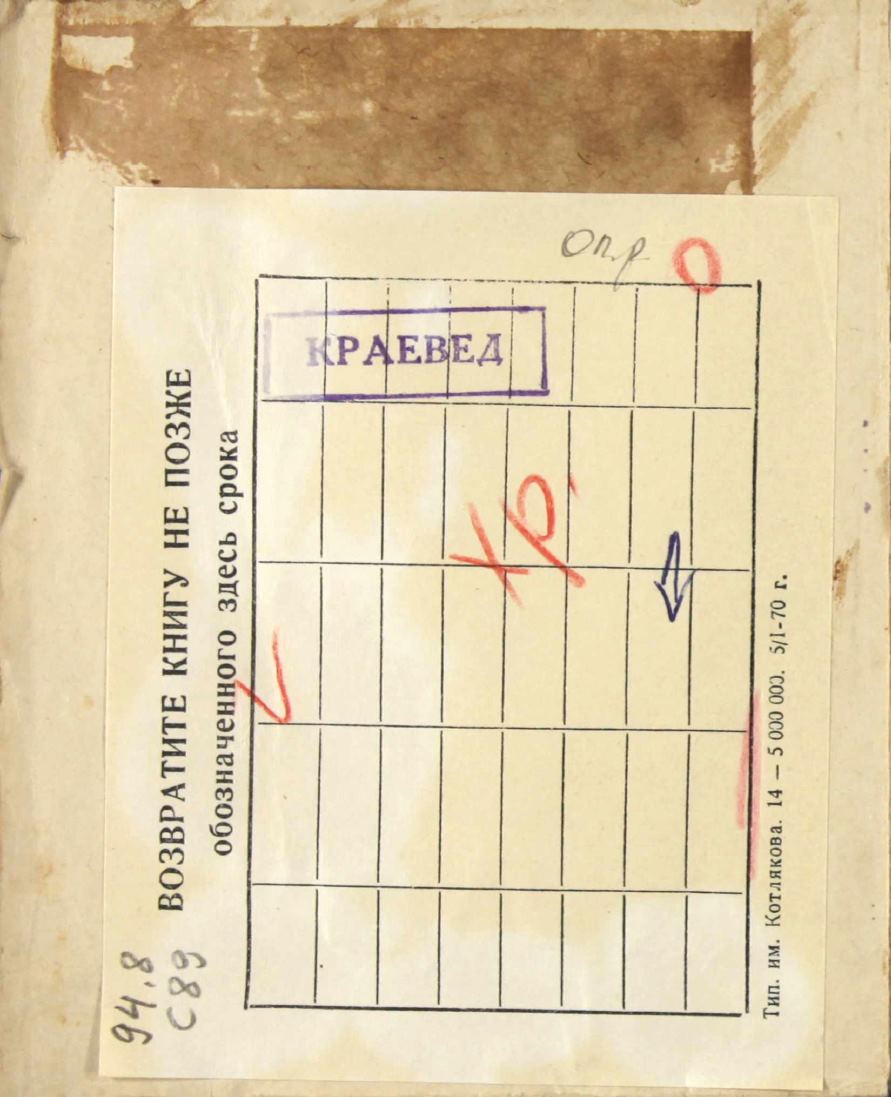 94.8
С89
ВОЗВРАТИТЕ КНИГУ НЕ ПОЗЖЕ
обозначенного здесь срока
КРАЕВЕД
опр
О
Хр.
Тип. им. Котлякова. 14 — 5 000 000. 5/I-70 г.